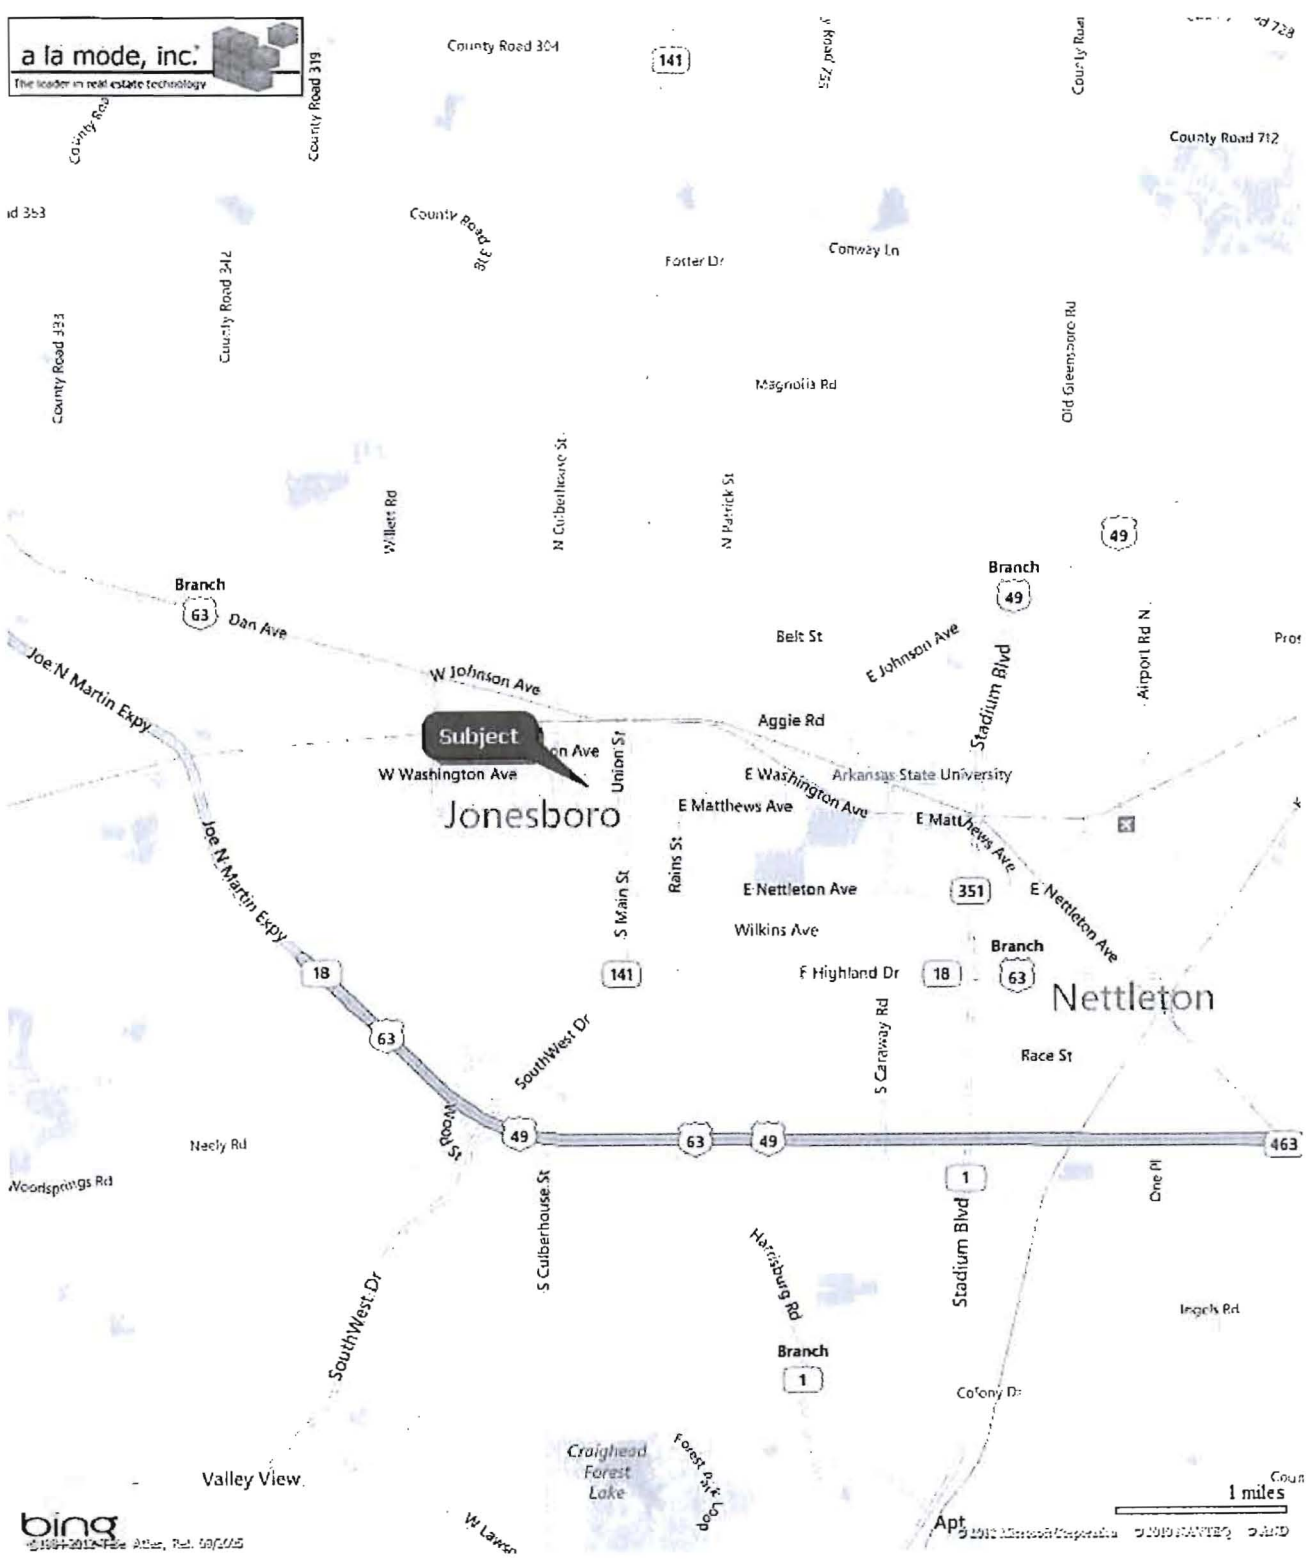 a la mode, inc.
The leader in real estate technology
County Road 319
County Road 304
141
County Road 712
County Road 318
County Road 342
County Road 333
Foster Dr
Conway Ln
Old Greensboro Rd
Magnolia Rd
Willett Rd
N Culberhouse St
N Patrick St
49
Branch
63
Dan Ave
Branch
49
Belt St
E Johnson Ave
Stadium Blvd
Airport Rd N
Joe N Martin Expy
W Johnson Ave
Subject
Union St
Aggie Rd
W Washington Ave
E Washington Ave
Arkansas State University
Jonesboro
E Matthews Ave
E Matthews Ave
Joe N Martin Expy
Rains St
S Main St
E Nettleton Ave
351
E Nettleton Ave
Wilkins Ave
Branch
63
18
141
E Highland Dr
18
Nettleton
63
SouthWest Dr
S Caraway Rd
Race St
Wood St
49
63
49
463
Neely Rd
Woodsprings Rd
1
One Pl
S Culberhouse St
Stadium Blvd
Harrisburg Rd
SouthWest Dr
Ingels Rd
Branch
1
Colony Dr
Craighead
Forest
Lake
Forest Park Loop
Valley View
1 miles
bing
Apt